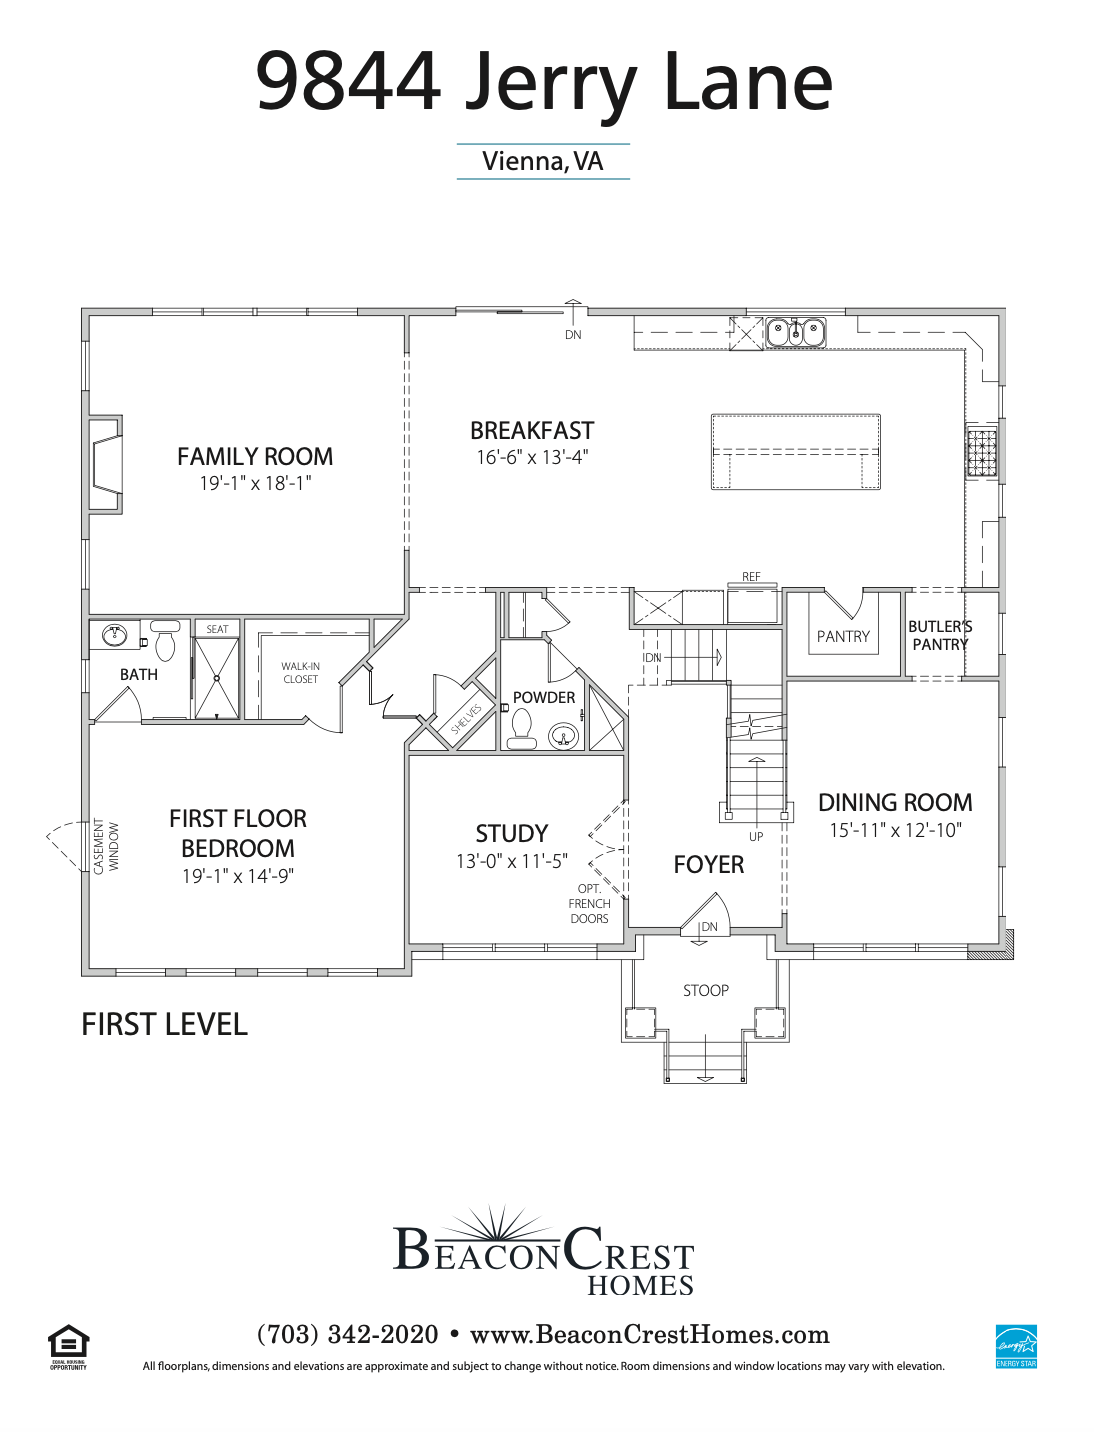 9844 Jerry Lane
Vienna, VA
DN
BREAKFAST
16'-6" x 13'-4"
FAMILY ROOM
19'-1" x 18'-1"
REF
SEAT
BATH
WALK-IN
CLOSET
SHELVES
POWDER
DN
PANTRY
BUTLER'S
PANTRY
FIRST FLOOR
BEDROOM
19'-1" x 14'-9"
CASEMENT
WINDOW
STUDY
13'-0" x 11'-5"
OPT.
FRENCH
DOORS
UP
FOYER
DINING ROOM
15'-11" x 12'-10"
DN
STOOP
FIRST LEVEL
BEACONCREST
HOMES
(703) 342-2020 • www.BeaconCrestHomes.com
All floorplans, dimensions and elevations are approximate and subject to change without notice. Room dimensions and window locations may vary with elevation.
EQUAL HOUSING
OPPORTUNITY
energy
ENERGY STAR